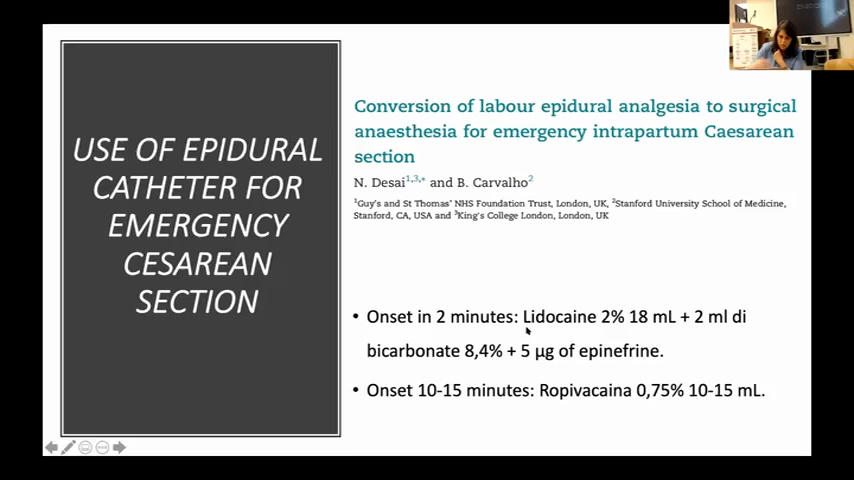 USE OF EPIDURAL
CATHETER FOR
EMERGENCY
CESAREAN
SECTION
Conversion of labour epidural analgesia to surgical
anaesthesia for emergency intrapartum Caesarean
section
N. Desai1,3,* and B. Carvalho2
1Guy's and St Thomas' NHS Foundation Trust, London, UK, 2Stanford University School of Medicine,
Stanford, CA, USA and 3King's College London, London, UK
• Onset in 2 minutes: Lidocaine 2% 18 mL + 2 ml di
bicarbonate 8,4% + 5 µg of epinefrine.
• Onset 10-15 minutes: Ropivacaina 0,75% 10-15 mL.